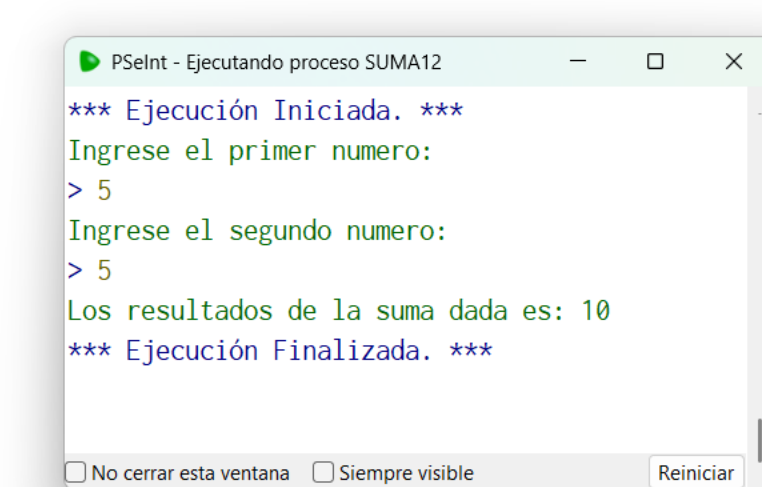 PSeInt - Ejecutando proceso SUMA12
*** Ejecución Iniciada. ***
Ingrese el primer numero:
> 5
Ingrese el segundo numero:
> 5
Los resultados de la suma dada es: 10
*** Ejecución Finalizada. ***
No cerrar esta ventana Siempre visible Reiniciar